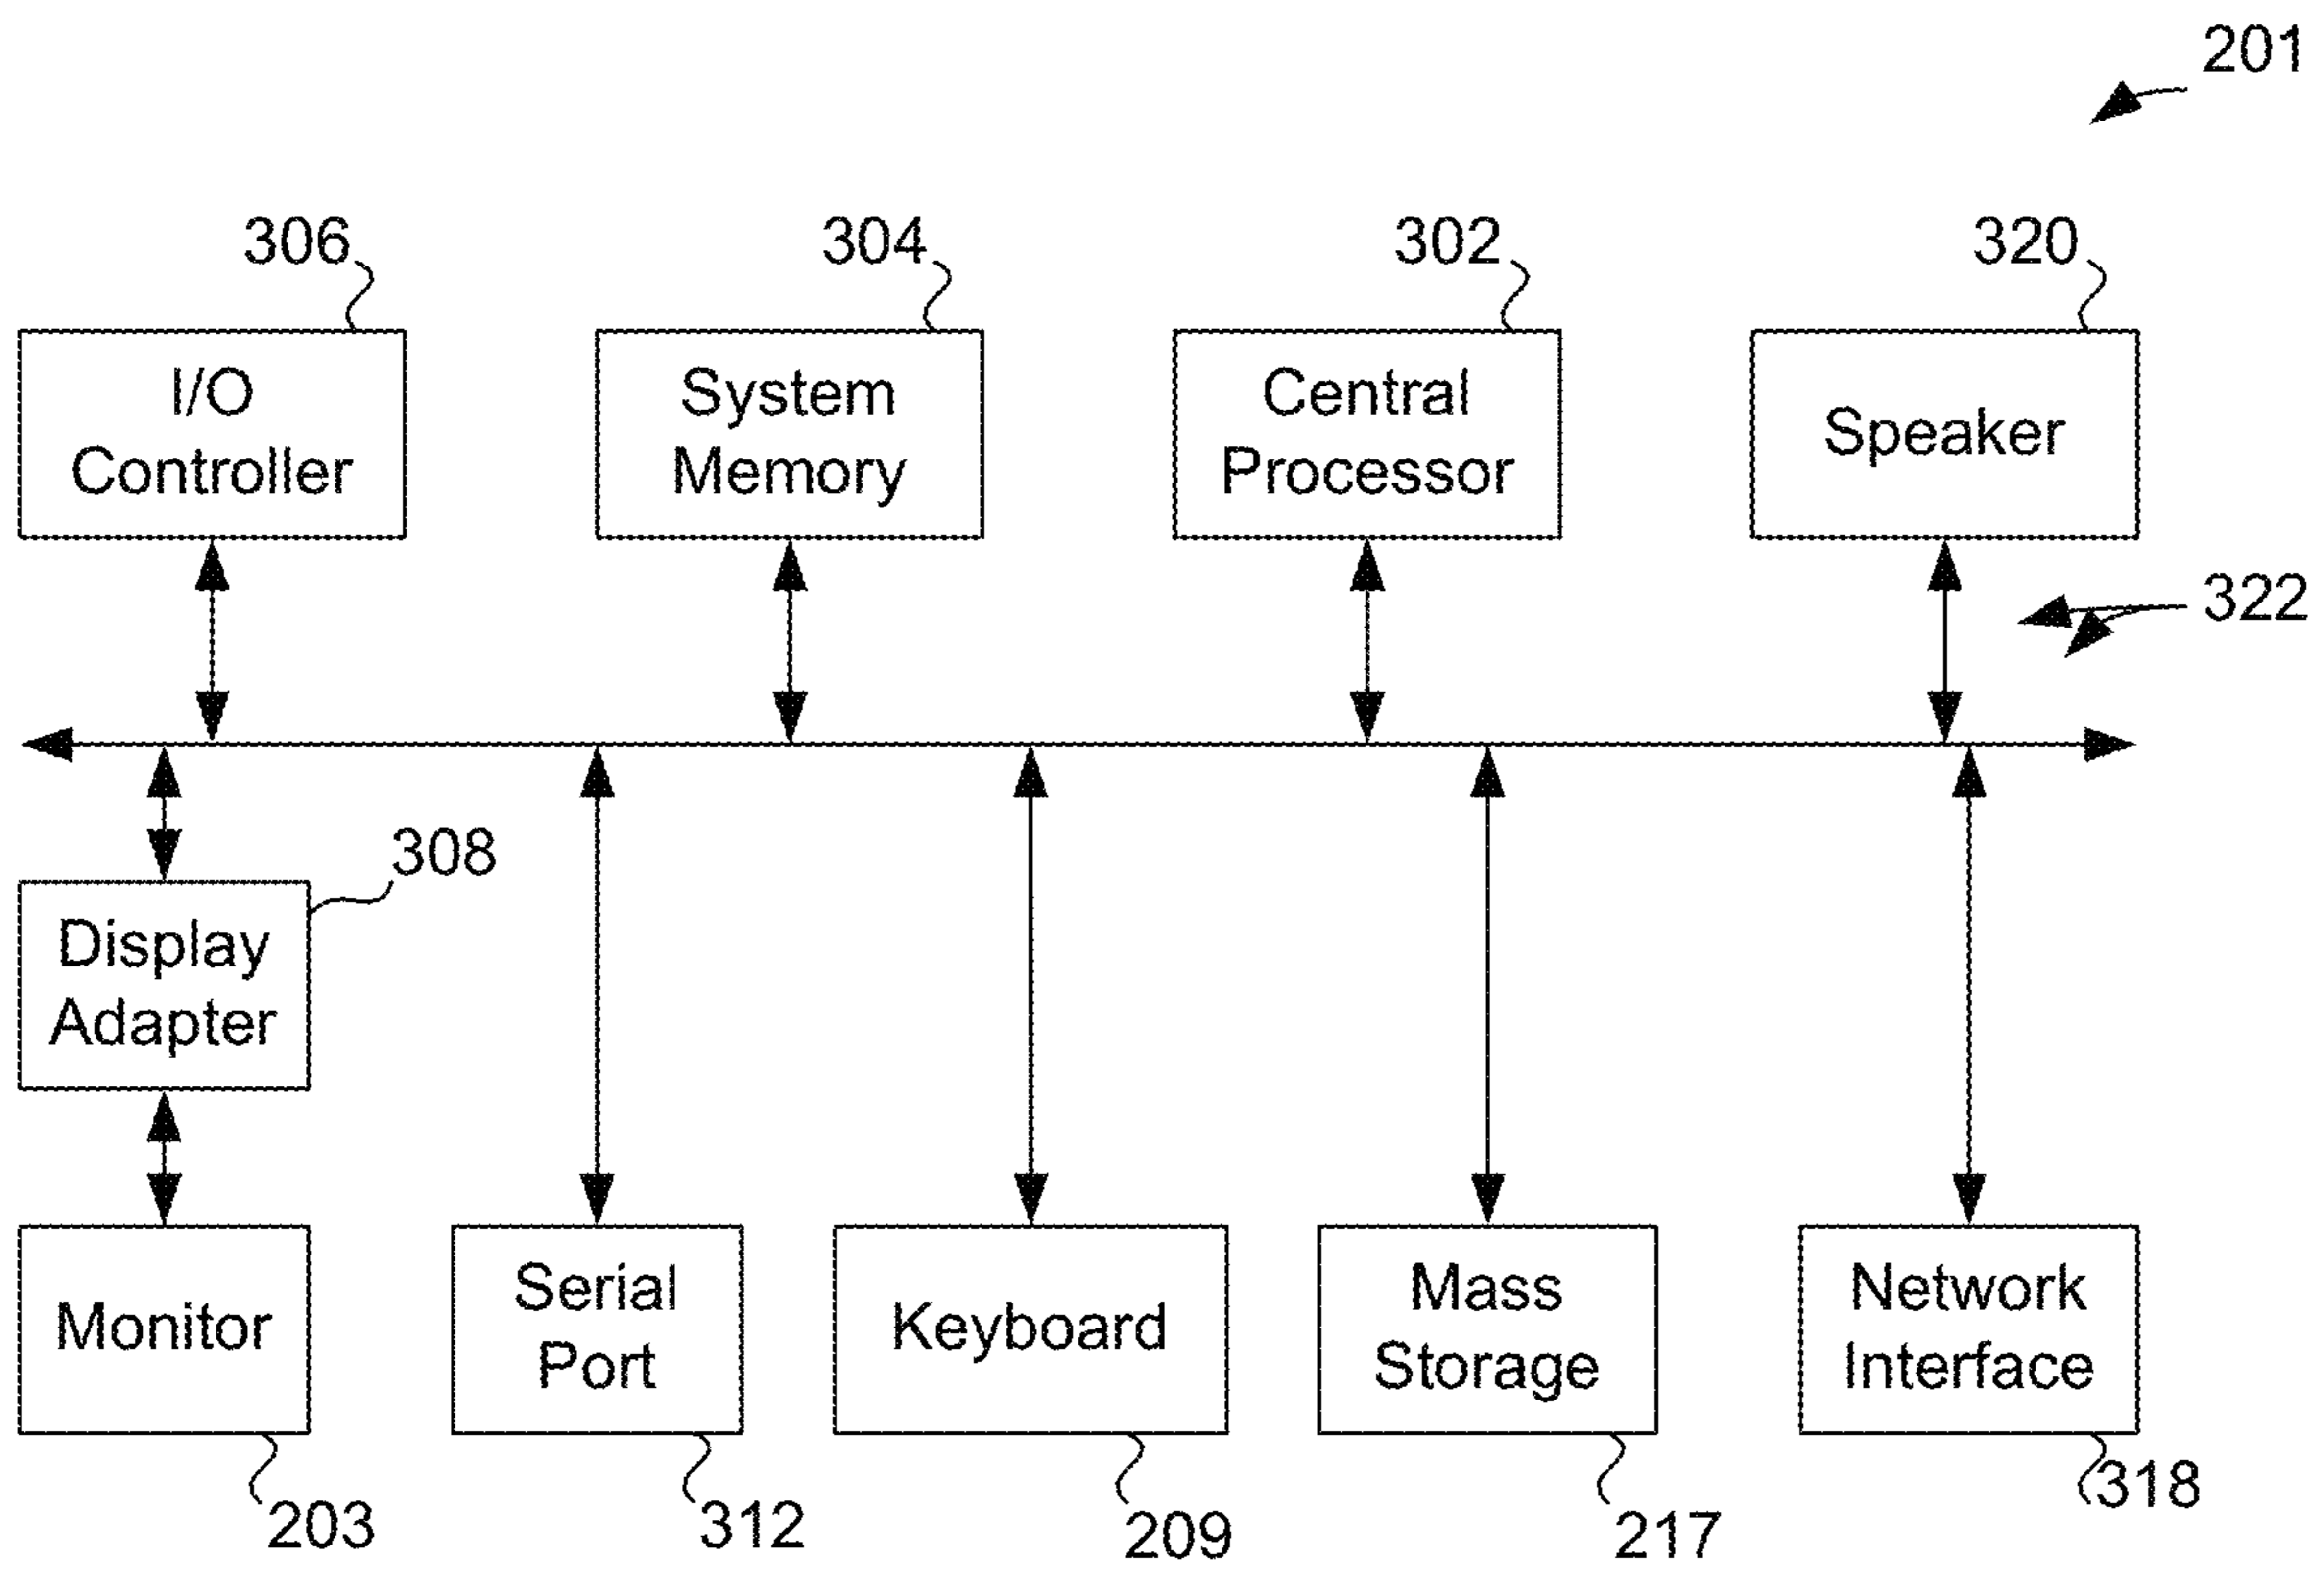 201
306
304
302
320
I/O
Controller
System
Memory
Central
Processor
Speaker
322
308
Display
Adapter
Monitor
Serial
Port
Keyboard
Mass
Storage
Network
Interface
203
312
209
217
318